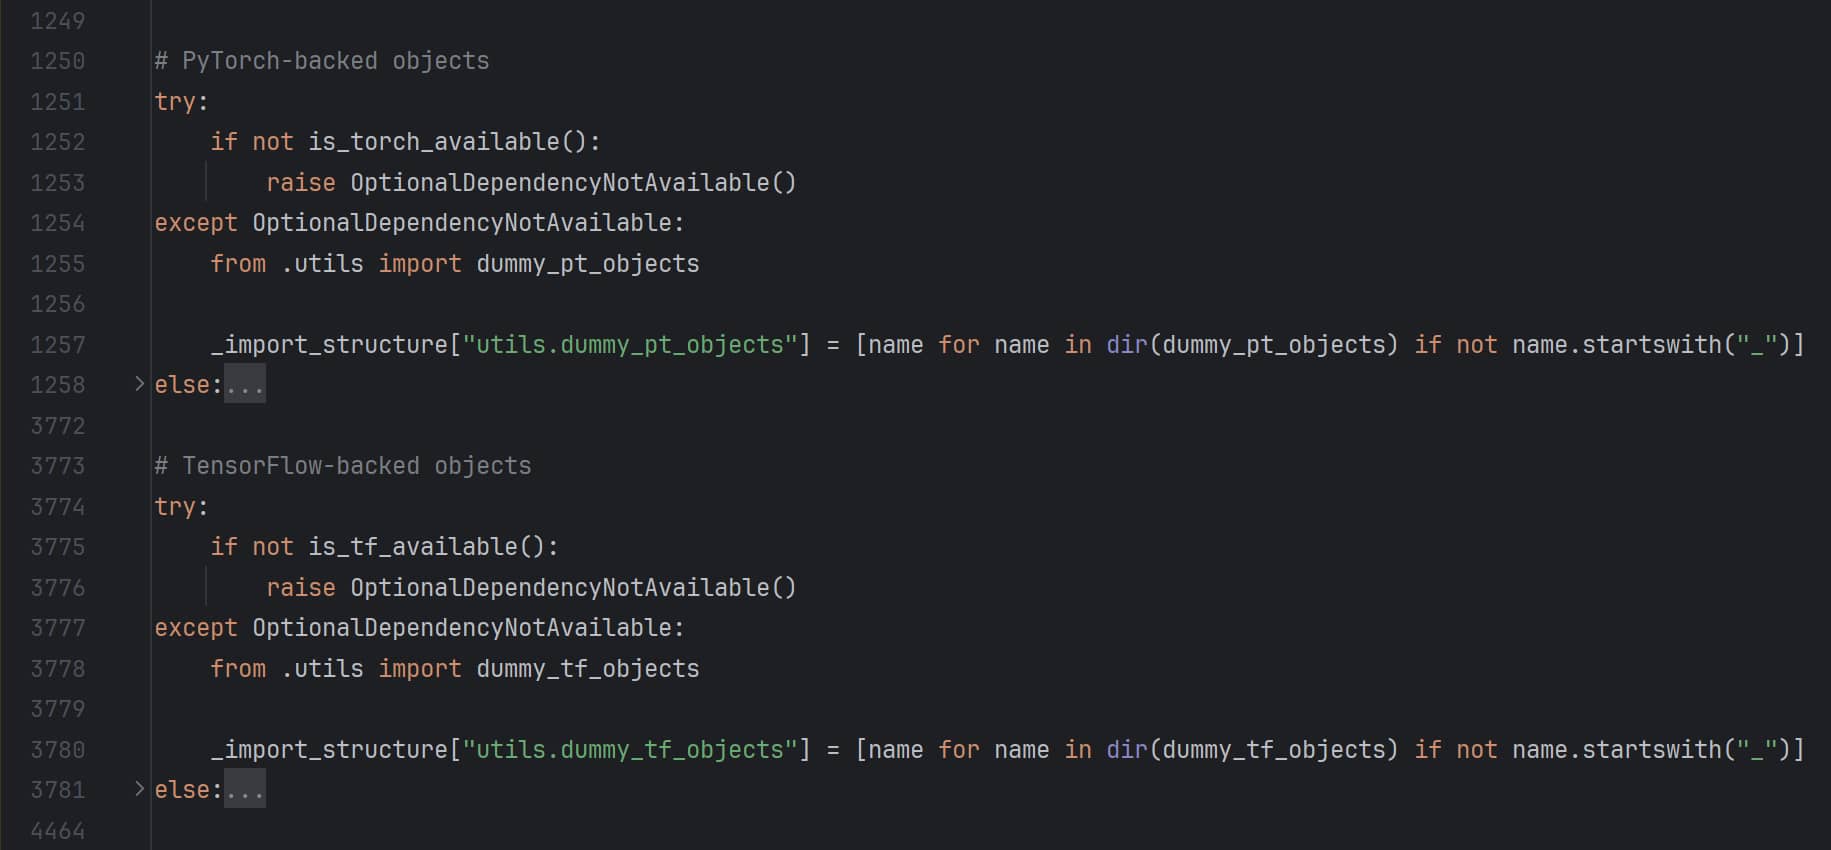 1249
1250 # PyTorch-backed objects
1251 try:
1252     if not is_torch_available():
1253         raise OptionalDependencyNotAvailable()
1254 except OptionalDependencyNotAvailable:
1255     from .utils import dummy_pt_objects
1256
1257     _import_structure["utils.dummy_pt_objects"] = [name for name in dir(dummy_pt_objects) if not name.startswith("_")]
1258 else:...
3772
3773 # TensorFlow-backed objects
3774 try:
3775     if not is_tf_available():
3776         raise OptionalDependencyNotAvailable()
3777 except OptionalDependencyNotAvailable:
3778     from .utils import dummy_tf_objects
3779
3780     _import_structure["utils.dummy_tf_objects"] = [name for name in dir(dummy_tf_objects) if not name.startswith("_")]
3781 else:...
4464